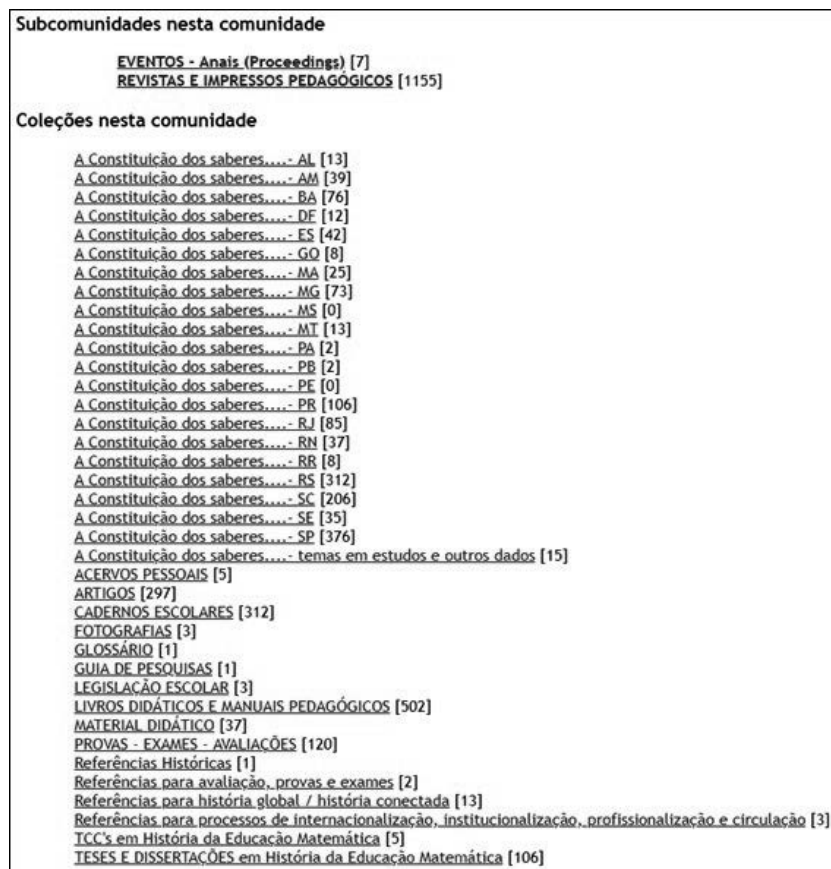 Subcomunidades nesta comunidade
EVENTOS - Anais (Proceedings) [7]
REVISTAS E IMPRESSOS PEDAGÓGICOS [1155]
Coleções nesta comunidade
A Constituição dos saberes....- AL [13]
A Constituição dos saberes....- AM [39]
A Constituição dos saberes....- BA [76]
A Constituição dos saberes....- DF [12]
A Constituição dos saberes....- ES [42]
A Constituição dos saberes....- GO [8]
A Constituição dos saberes....- MA [25]
A Constituição dos saberes....- MG [73]
A Constituição dos saberes....- MS [0]
A Constituição dos saberes....- MT [13]
A Constituição dos saberes....- PA [2]
A Constituição dos saberes....- PB [2]
A Constituição dos saberes....- PE [0]
A Constituição dos saberes....- PR [106]
A Constituição dos saberes....- RJ [85]
A Constituição dos saberes....- RN [37]
A Constituição dos saberes....- RR [8]
A Constituição dos saberes....- RS [312]
A Constituição dos saberes....- SC [206]
A Constituição dos saberes....- SE [35]
A Constituição dos saberes....- SP [376]
A Constituição dos saberes....- temas em estudos e outros dados [15]
ACERVOS PESSOAIS [5]
ARTIGOS [297]
CADERNOS ESCOLARES [312]
FOTOGRAFIAS [3]
GLOSSÁRIO [1]
GUIA DE PESQUISAS [1]
LEGISLAÇÃO ESCOLAR [3]
LIVROS DIDÁTICOS E MANUAIS PEDAGÓGICOS [502]
MATERIAL DIDÁTICO [37]
PROVAS - EXAMES - AVALIAÇÕES [120]
Referências Históricas [1]
Referências para avaliação, provas e exames [2]
Referências para história global / história conectada [13]
Referências para processos de internacionalização, institucionalização, profissionalização e circulação [3]
TCC's em História da Educação Matemática [5]
TESES E DISSERTAÇÕES em História da Educação Matemática [106]